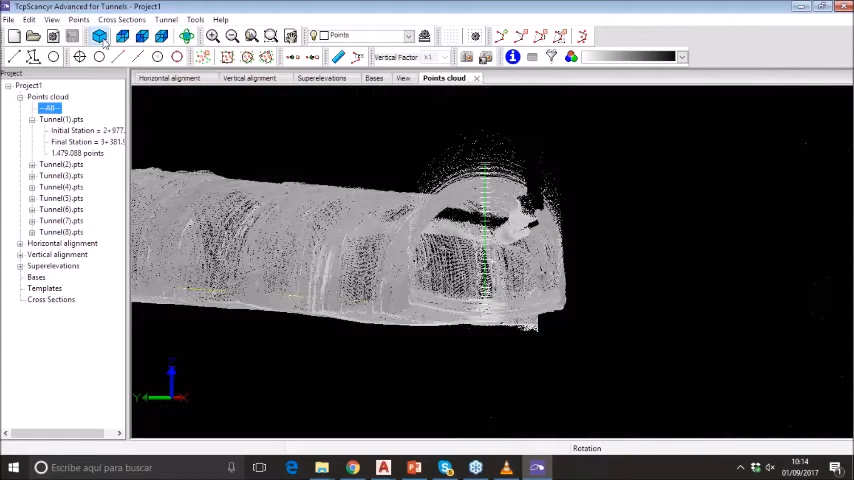 TcpScancyr Advanced for Tunnels - Project1
File Edit View Points Cross Sections Tunnel Tools Help
Points
Vertical Factor x1
Project
Horizontal alignment Vertical alignment Superelevations Bases View Points cloud
Project1
Points cloud
--All--
Tunnel(1).pts
Initial Station = 2+977.
Final Station = 3+381.9
1.479.088 points
Tunnel(2).pts
Tunnel(3).pts
Tunnel(4).pts
Tunnel(5).pts
Tunnel(6).pts
Tunnel(7).pts
Tunnel(8).pts
Horizontal alignment
Vertical alignment
Superelevations
Bases
Templates
Cross Sections
Z
Y X
Rotation
Escribe aquí para buscar
10:14
01/09/2017